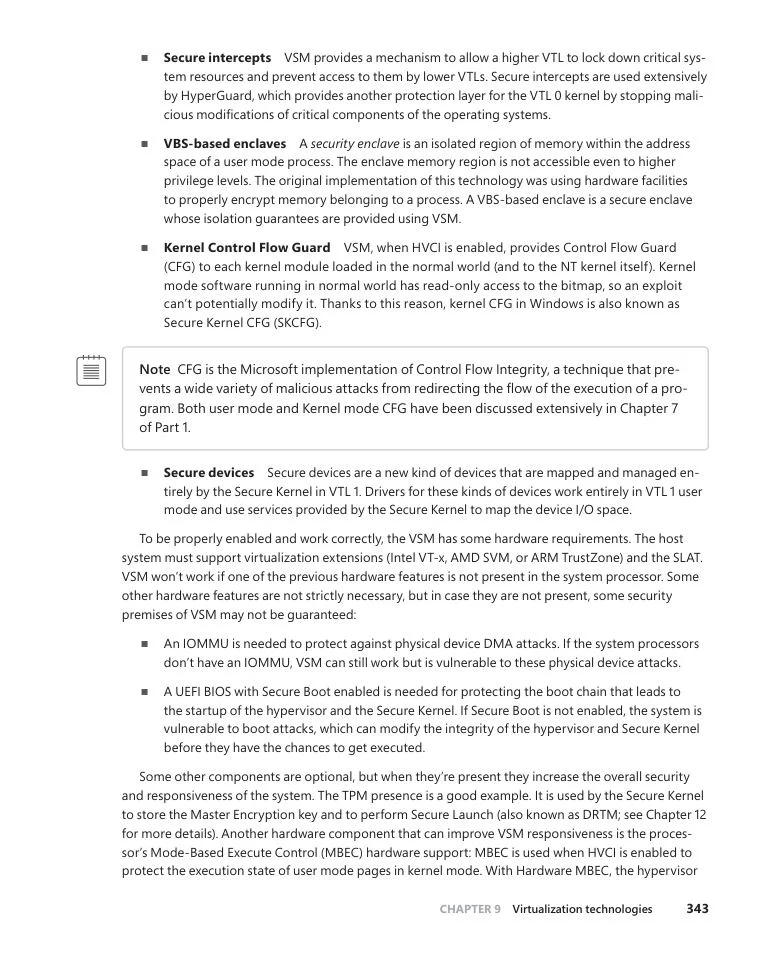 ■ Secure intercepts VSM provides a mechanism to allow a higher VTL to lock down critical sys-
tem resources and prevent access to them by lower VTLs. Secure intercepts are used extensively
by HyperGuard, which provides another protection layer for the VTL 0 kernel by stopping mali-
cious modifications of critical components of the operating systems.
■ VBS-based enclaves A security enclave is an isolated region of memory within the address
space of a user mode process. The enclave memory region is not accessible even to higher
privilege levels. The original implementation of this technology was using hardware facilities
to properly encrypt memory belonging to a process. A VBS-based enclave is a secure enclave
whose isolation guarantees are provided using VSM.
■ Kernel Control Flow Guard VSM, when HVCI is enabled, provides Control Flow Guard
(CFG) to each kernel module loaded in the normal world (and to the NT kernel itself). Kernel
mode software running in normal world has read-only access to the bitmap, so an exploit
can’t potentially modify it. Thanks to this reason, kernel CFG in Windows is also known as
Secure Kernel CFG (SKCFG).
Note CFG is the Microsoft implementation of Control Flow Integrity, a technique that pre-
vents a wide variety of malicious attacks from redirecting the flow of the execution of a pro-
gram. Both user mode and Kernel mode CFG have been discussed extensively in Chapter 7
of Part 1.
■ Secure devices Secure devices are a new kind of devices that are mapped and managed en-
tirely by the Secure Kernel in VTL 1. Drivers for these kinds of devices work entirely in VTL 1 user
mode and use services provided by the Secure Kernel to map the device I/O space.
To be properly enabled and work correctly, the VSM has some hardware requirements. The host
system must support virtualization extensions (Intel VT-x, AMD SVM, or ARM TrustZone) and the SLAT.
VSM won’t work if one of the previous hardware features is not present in the system processor. Some
other hardware features are not strictly necessary, but in case they are not present, some security
premises of VSM may not be guaranteed:
■ An IOMMU is needed to protect against physical device DMA attacks. If the system processors
don’t have an IOMMU, VSM can still work but is vulnerable to these physical device attacks.
■ A UEFI BIOS with Secure Boot enabled is needed for protecting the boot chain that leads to
the startup of the hypervisor and the Secure Kernel. If Secure Boot is not enabled, the system is
vulnerable to boot attacks, which can modify the integrity of the hypervisor and Secure Kernel
before they have the chances to get executed.
Some other components are optional, but when they’re present they increase the overall security
and responsiveness of the system. The TPM presence is a good example. It is used by the Secure Kernel
to store the Master Encryption key and to perform Secure Launch (also known as DRTM; see Chapter 12
for more details). Another hardware component that can improve VSM responsiveness is the proces-
sor’s Mode-Based Execute Control (MBEC) hardware support: MBEC is used when HVCI is enabled to
protect the execution state of user mode pages in kernel mode. With Hardware MBEC, the hypervisor
CHAPTER 9 Virtualization technologies 343